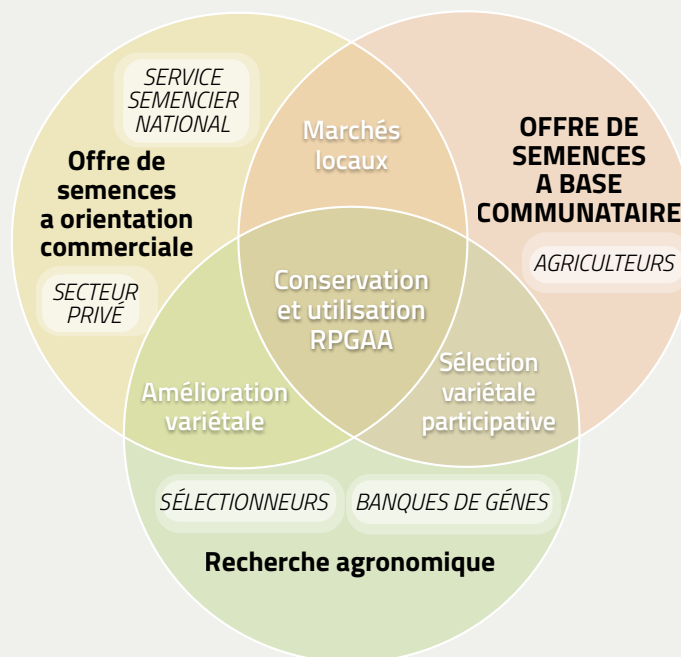 SERVICE
SEMENCIER
NATIONAL
Offre de
semences
a orientation
commerciale
SECTEUR
PRIVÉ
Marchés
locaux
OFFRE DE
SEMENCES
A BASE
COMMUNATAIRE
AGRICULTEURS
Conservation
et utilisation
RPGAA
Amélioration
variétale
Sélection
variétale
participative
SÉLECTIONNEURS
BANQUES DE GÉNES
Recherche agronomique